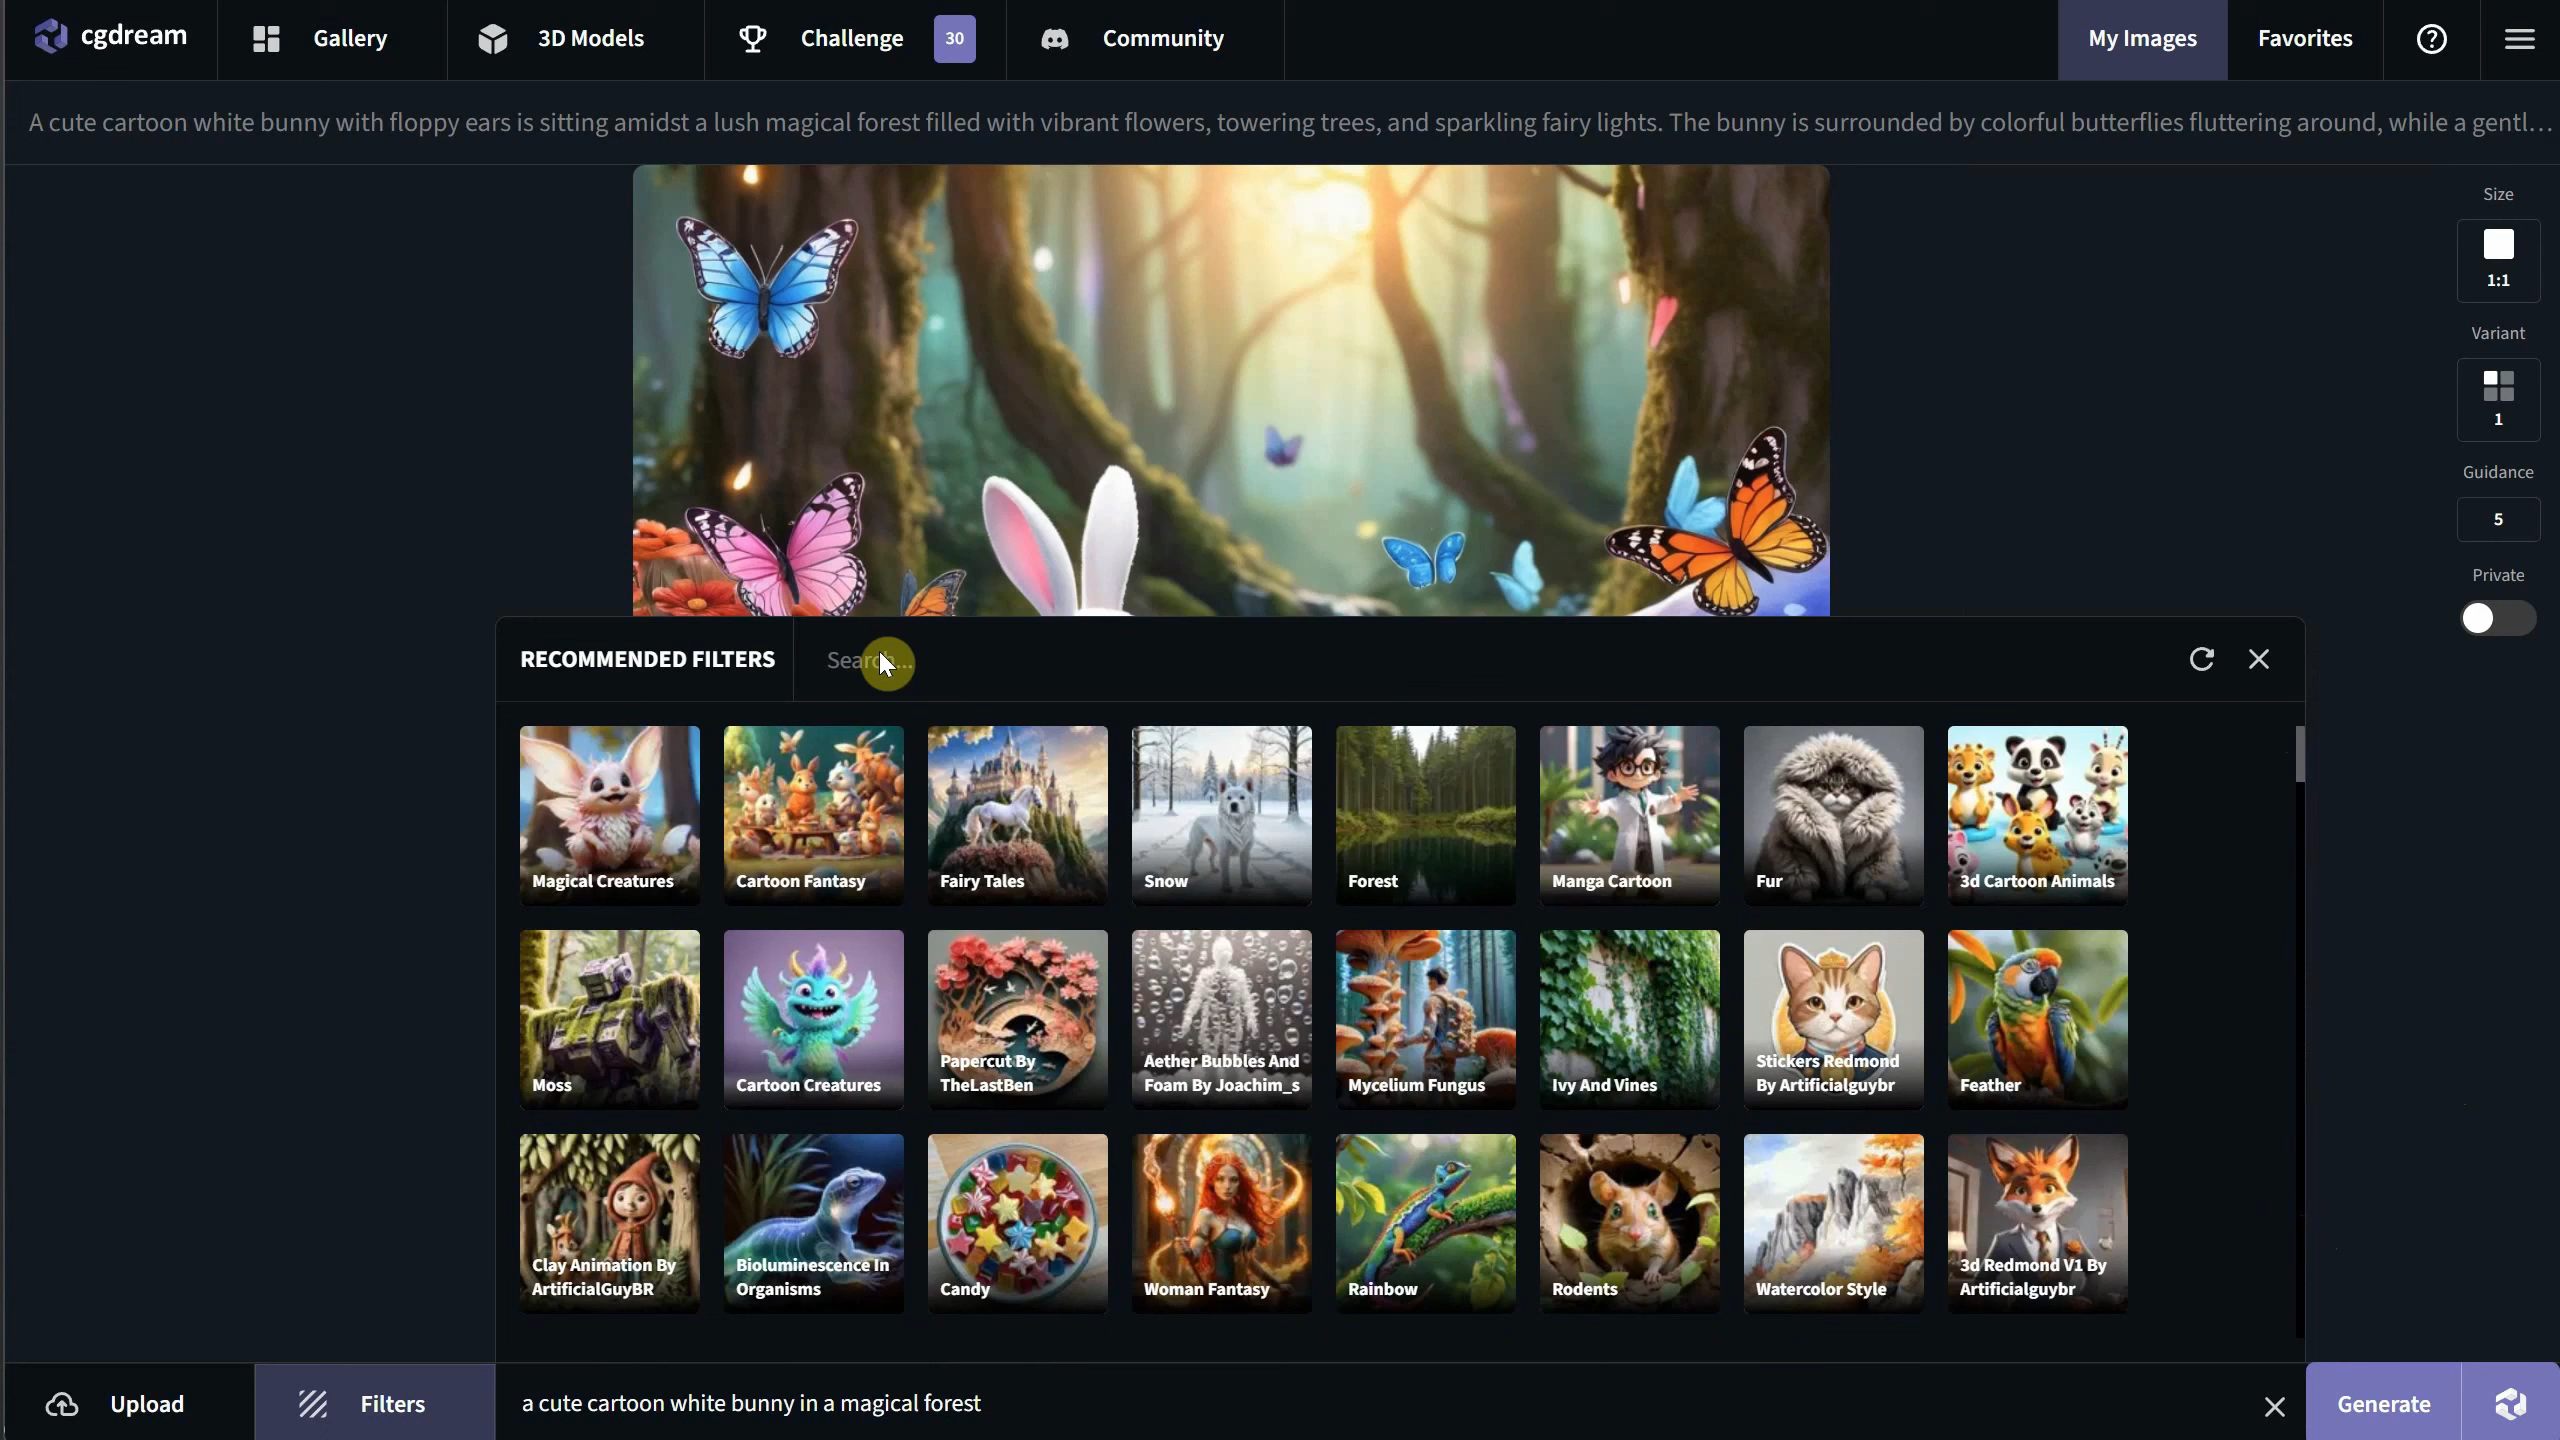 cgdream
Gallery
3D Models
Challenge
30
Community
My Images
Favorites
A cute cartoon white bunny with floppy ears is sitting amidst a lush magical forest filled with vibrant flowers, towering trees, and sparkling fairy lights. The bunny is surrounded by colorful butterflies fluttering around, while a gentl...
Size
1:1
Variant
1
Guidance
5
Private
RECOMMENDED FILTERS
Search...
Magical Creatures
Cartoon Fantasy
Fairy Tales
Snow
Forest
Manga Cartoon
Fur
3d Cartoon Animals
Moss
Cartoon Creatures
Papercut By
TheLastBen
Aether Bubbles And
Foam By Joachim_s
Mycelium Fungus
Ivy And Vines
Stickers Redmond
By Artificialguybr
Feather
Clay Animation By
ArtificialGuyBR
Bioluminescence In
Organisms
Candy
Woman Fantasy
Rainbow
Rodents
Watercolor Style
3d Redmond V1 By
Artificialguybr
Upload
Filters
a cute cartoon white bunny in a magical forest
Generate